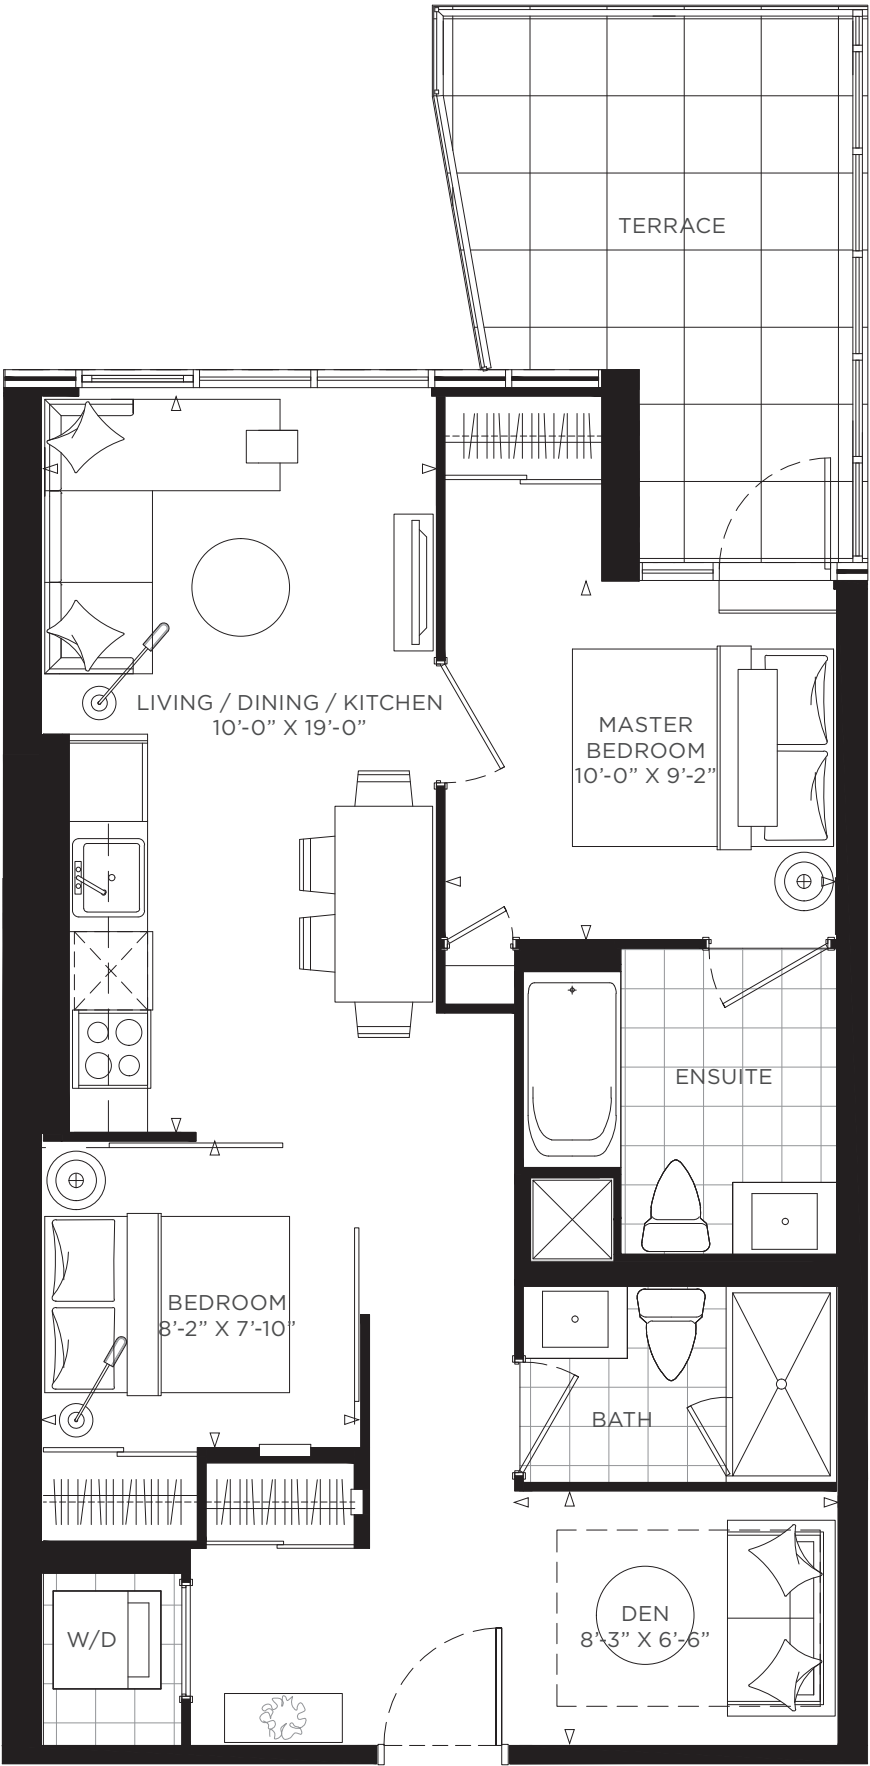 TERRACE
LIVING / DINING / KITCHEN
10’-0” X 19’-0”
MASTER
BEDROOM
10’-0” X 9’-2”
ENSUITE
BEDROOM
8’-2” X 7’-10”
BATH
DEN
8’-3” X 6’-6”
W/D